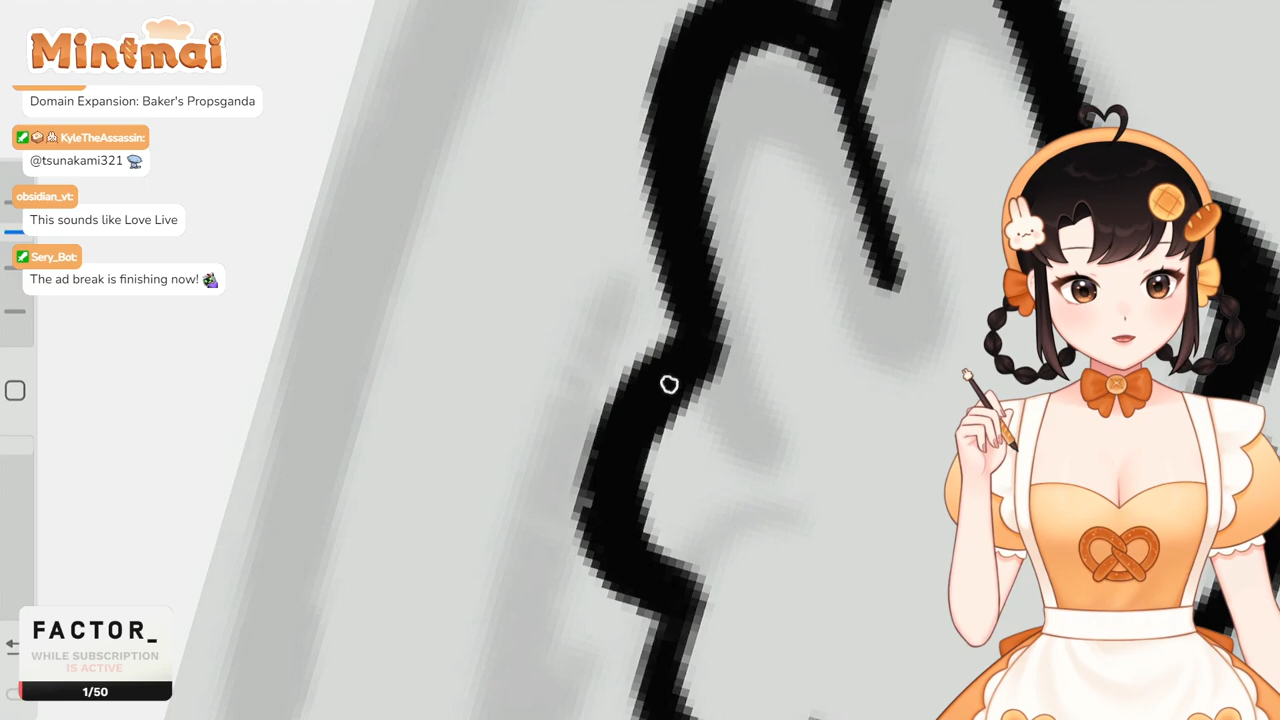 Mintmai
Domain Expansion: Baker's Propsganda
KyleTheAssassin:
@tsunakami321
obsidian_vt:
This sounds like Love Live
Sery_Bot:
The ad break is finishing now!
FACTOR_
WHILE SUBSCRIPTION
IS ACTIVE
1/50